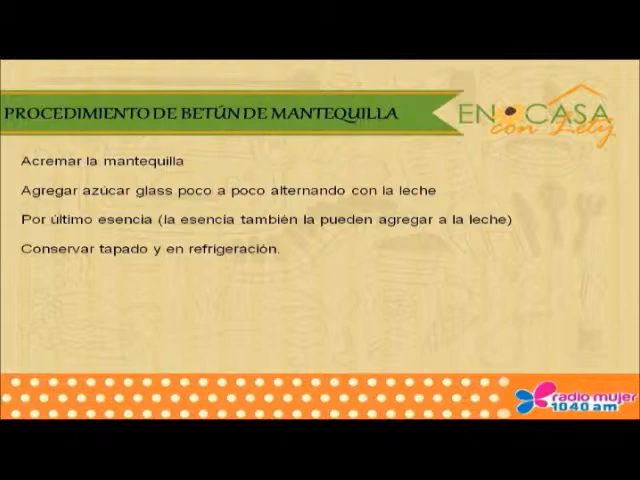 PROCEDIMIENTO DE BETÚN DE MANTEQUILLA
EN CASA
con Lety
Acremar la mantequilla
Agregar azúcar glass poco a poco alternando con la leche
Por último esencia (la esencia también la pueden agregar a la leche)
Conservar tapado y en refrigeración.
radio mujer
1040 am